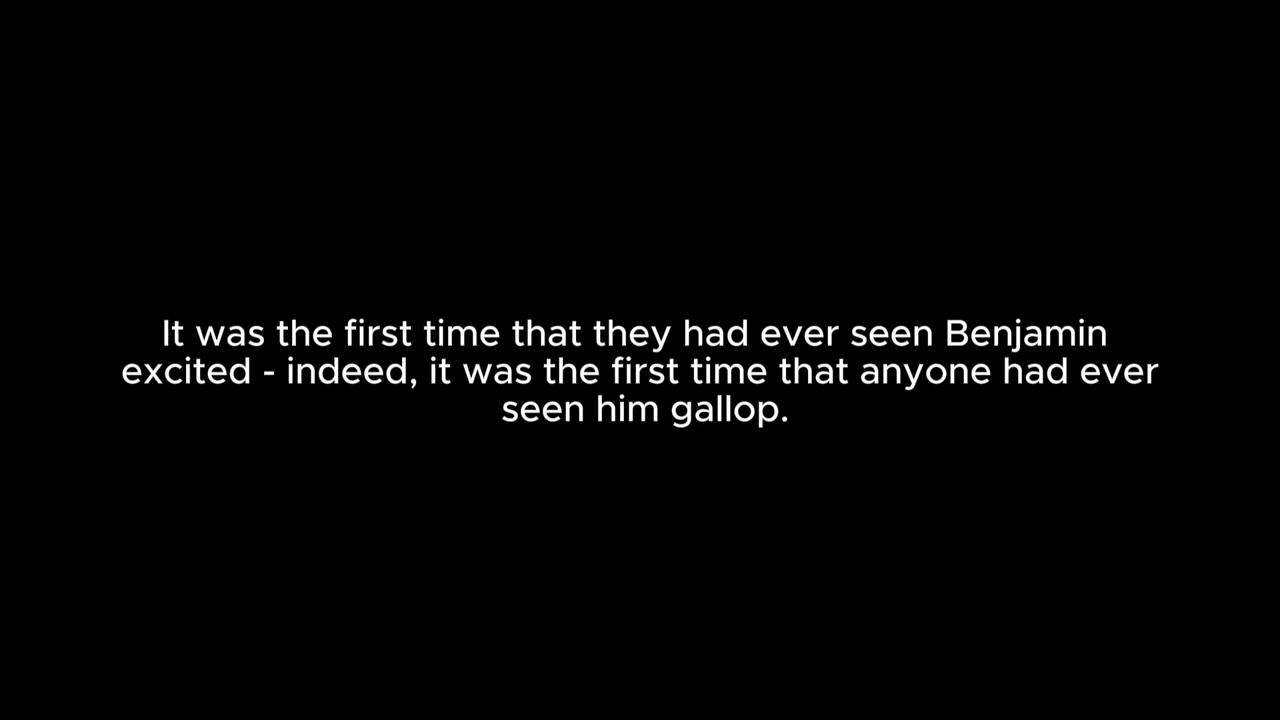 It was the first time that they had ever seen Benjamin
excited - indeed, it was the first time that anyone had ever
seen him gallop.